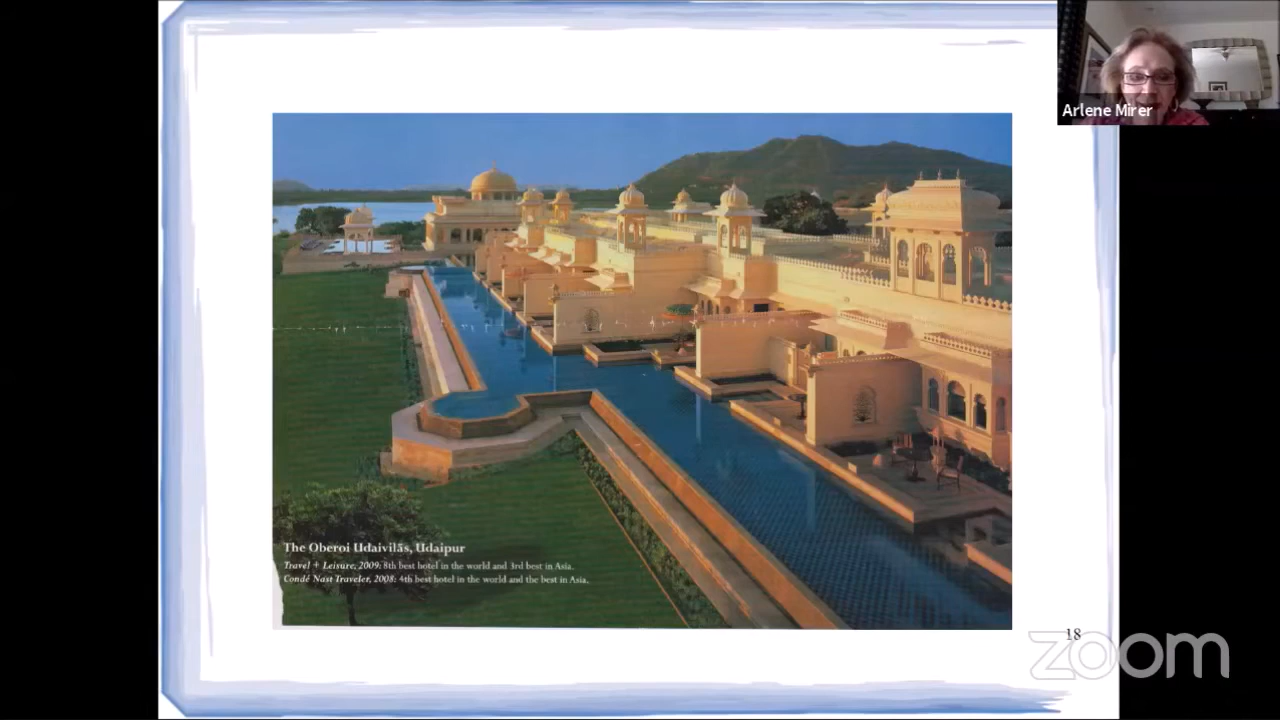 Arlene Mirer
The Oberoi Udaivilās, Udaipur
Travel + Leisure, 2009: 8th best hotel in the world and 3rd best in Asia.
Condé Nast Traveler, 2008: 4th best hotel in the world and the best in Asia.
18
zoom